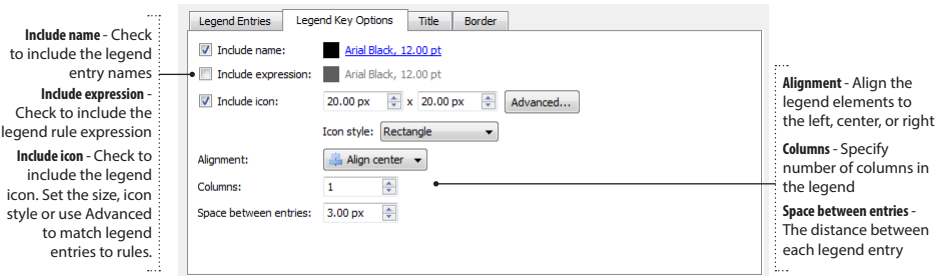 Include name - Check
to include the legend
entry names
Include expression -
Check to include the
legend rule expression
Include icon - Check to
include the legend
icon. Set the size, icon
style or use Advanced
to match legend
entries to rules.
Legend Entries Legend Key Options Title Border
Include name: Arial Black, 12.00 pt
Include expression: Arial Black, 12.00 pt
Include icon: 20.00 px x 20.00 px Advanced...
Icon style: Rectangle
Alignment: Align center
Columns: 1
Space between entries: 3.00 px
Alignment - Align the
legend elements to
the left, center, or right
Columns - Specify
number of columns in
the legend
Space between entries -
The distance between
each legend entry